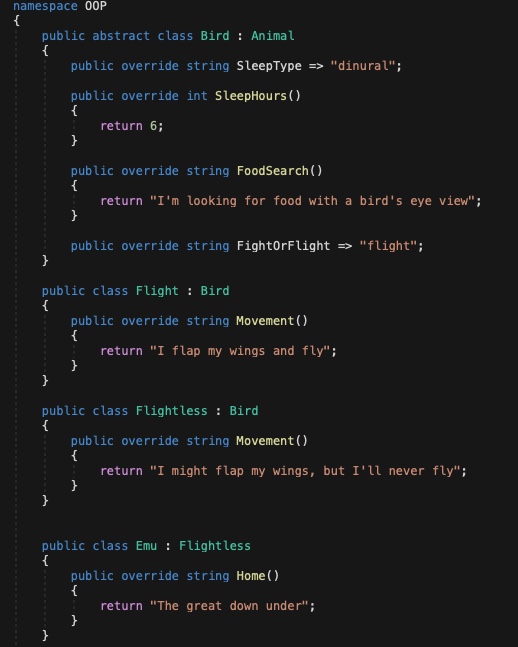 namespace OOP
{
public abstract class Bird : Animal
{
public override string SleepType => "dinural";
public override int SleepHours()
{
return 6;
}
public override string FoodSearch()
{
return "I'm looking for food with a bird's eye view";
}
public override string FightOrFlight => "flight";
}
public class Flight : Bird
{
public override string Movement()
{
return "I flap my wings and fly";
}
}
public class Flightless : Bird
{
public override string Movement()
{
return "I might flap my wings, but I'll never fly";
}
}
public class Emu : Flightless
{
public override string Home()
{
return "The great down under";
}
}